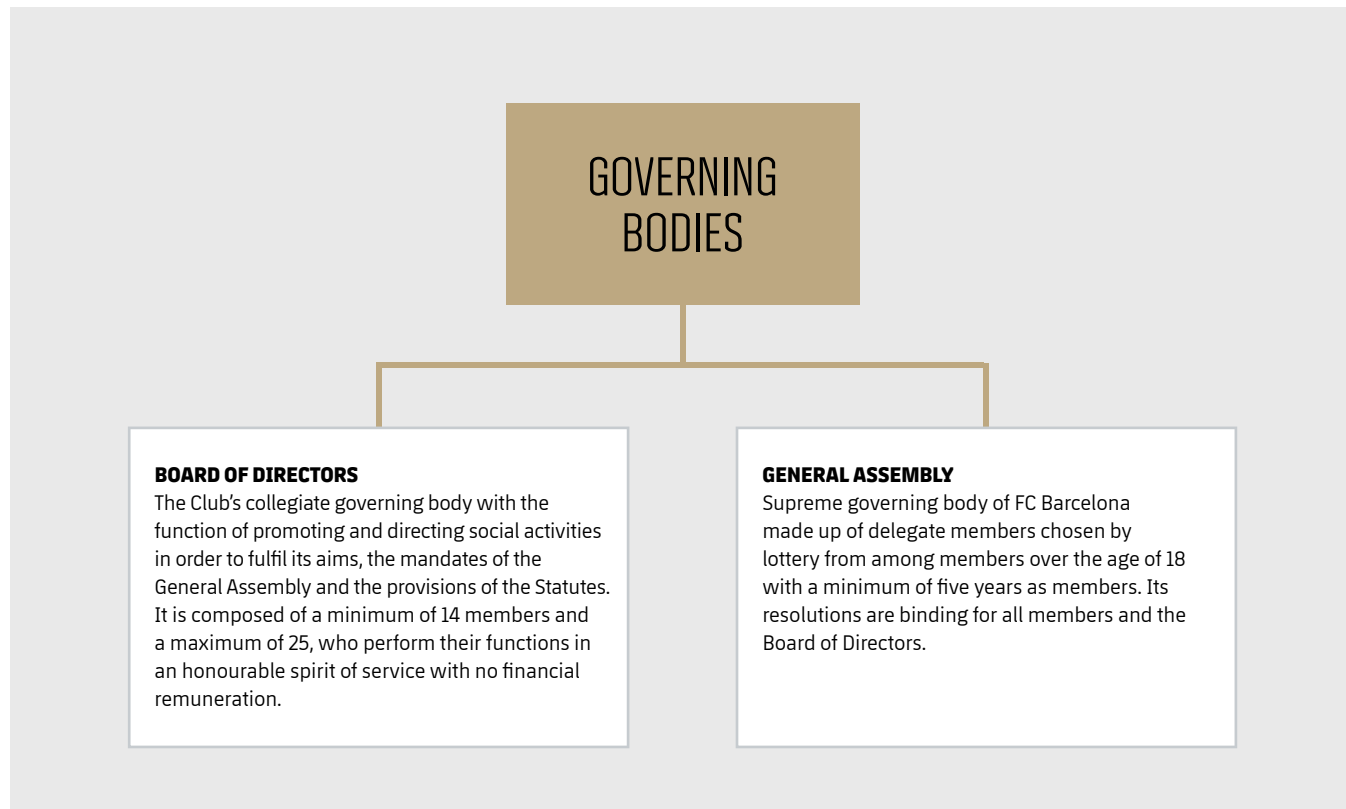 GOVERNING
BODIES
BOARD OF DIRECTORS
The Club's collegiate governing body with the
function of promoting and directing social activities
in order to fulfil its aims, the mandates of the
General Assembly and the provisions of the Statutes.
It is composed of a minimum of 14 members and
a maximum of 25, who perform their functions in
an honourable spirit of service with no financial
remuneration.
GENERAL ASSEMBLY
Supreme governing body of FC Barcelona
made up of delegate members chosen by
lottery from among members over the age of 18
with a minimum of five years as members. Its
resolutions are binding for all members and the
Board of Directors.